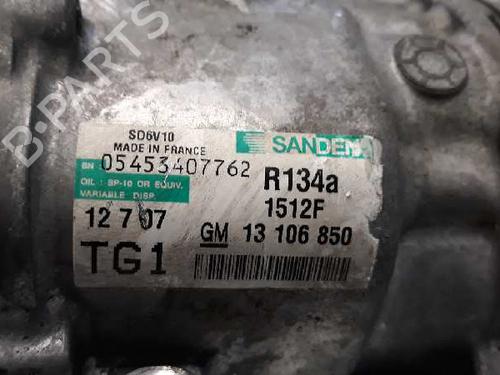 B-PARTS
SD6V10
MADE IN FRANCE
SANDEN
SN 05453407762
R134a
OIL : SP-10 OR EQUIV.
VARIABLE DISP.
1512F
12 7 07
GM 13 106 850
TG1